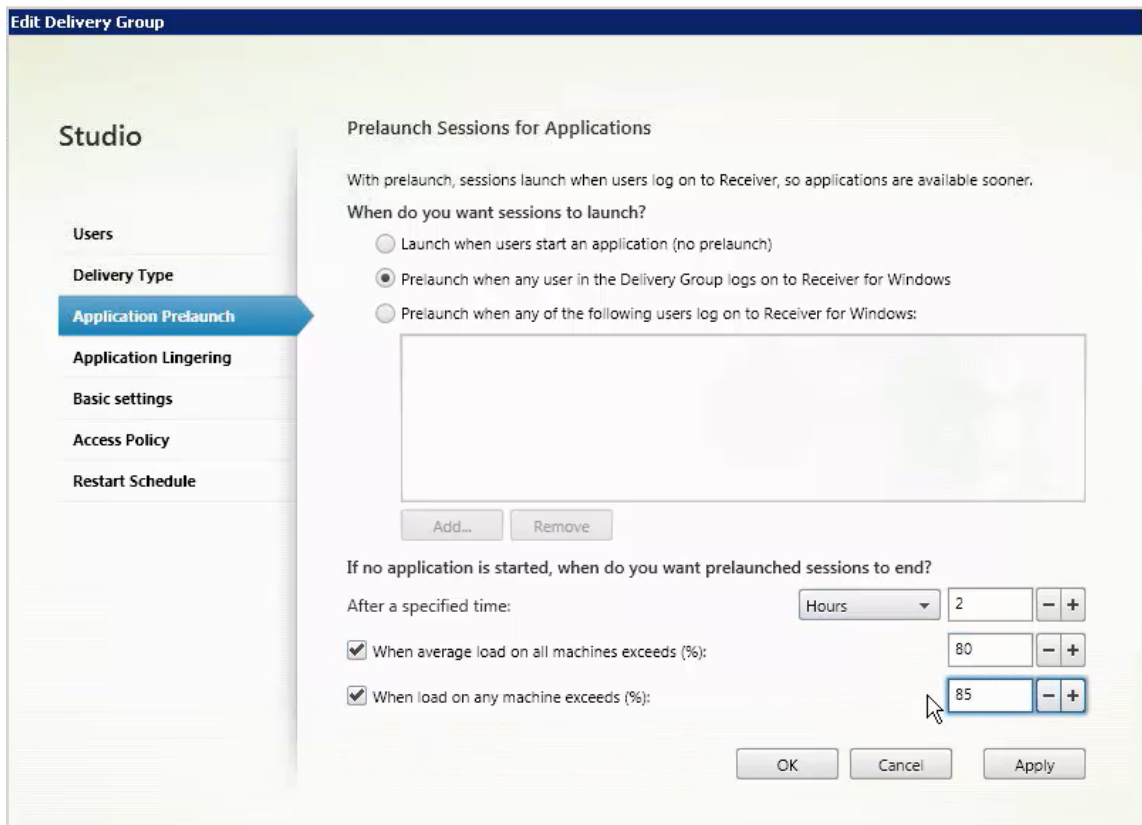 Edit Delivery Group
Studio
Users
Delivery Type
Application Prelaunch
Application Lingering
Basic settings
Access Policy
Restart Schedule
Prelaunch Sessions for Applications
With prelaunch, sessions launch when users log on to Receiver, so applications are available sooner.
When do you want sessions to launch?
Launch when users start an application (no prelaunch)
Prelaunch when any user in the Delivery Group logs on to Receiver for Windows
Prelaunch when any of the following users log on to Receiver for Windows:
Add... Remove
If no application is started, when do you want prelaunched sessions to end?
After a specified time: Hours 2 − +
When average load on all machines exceeds (%): 80 − +
When load on any machine exceeds (%): 85 − +
OK Cancel Apply